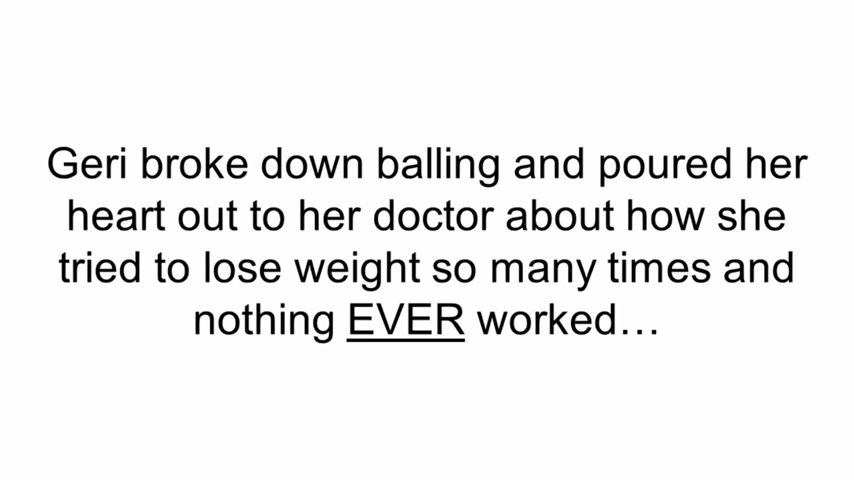 Geri broke down balling and poured her
heart out to her doctor about how she
tried to lose weight so many times and
nothing EVER worked…